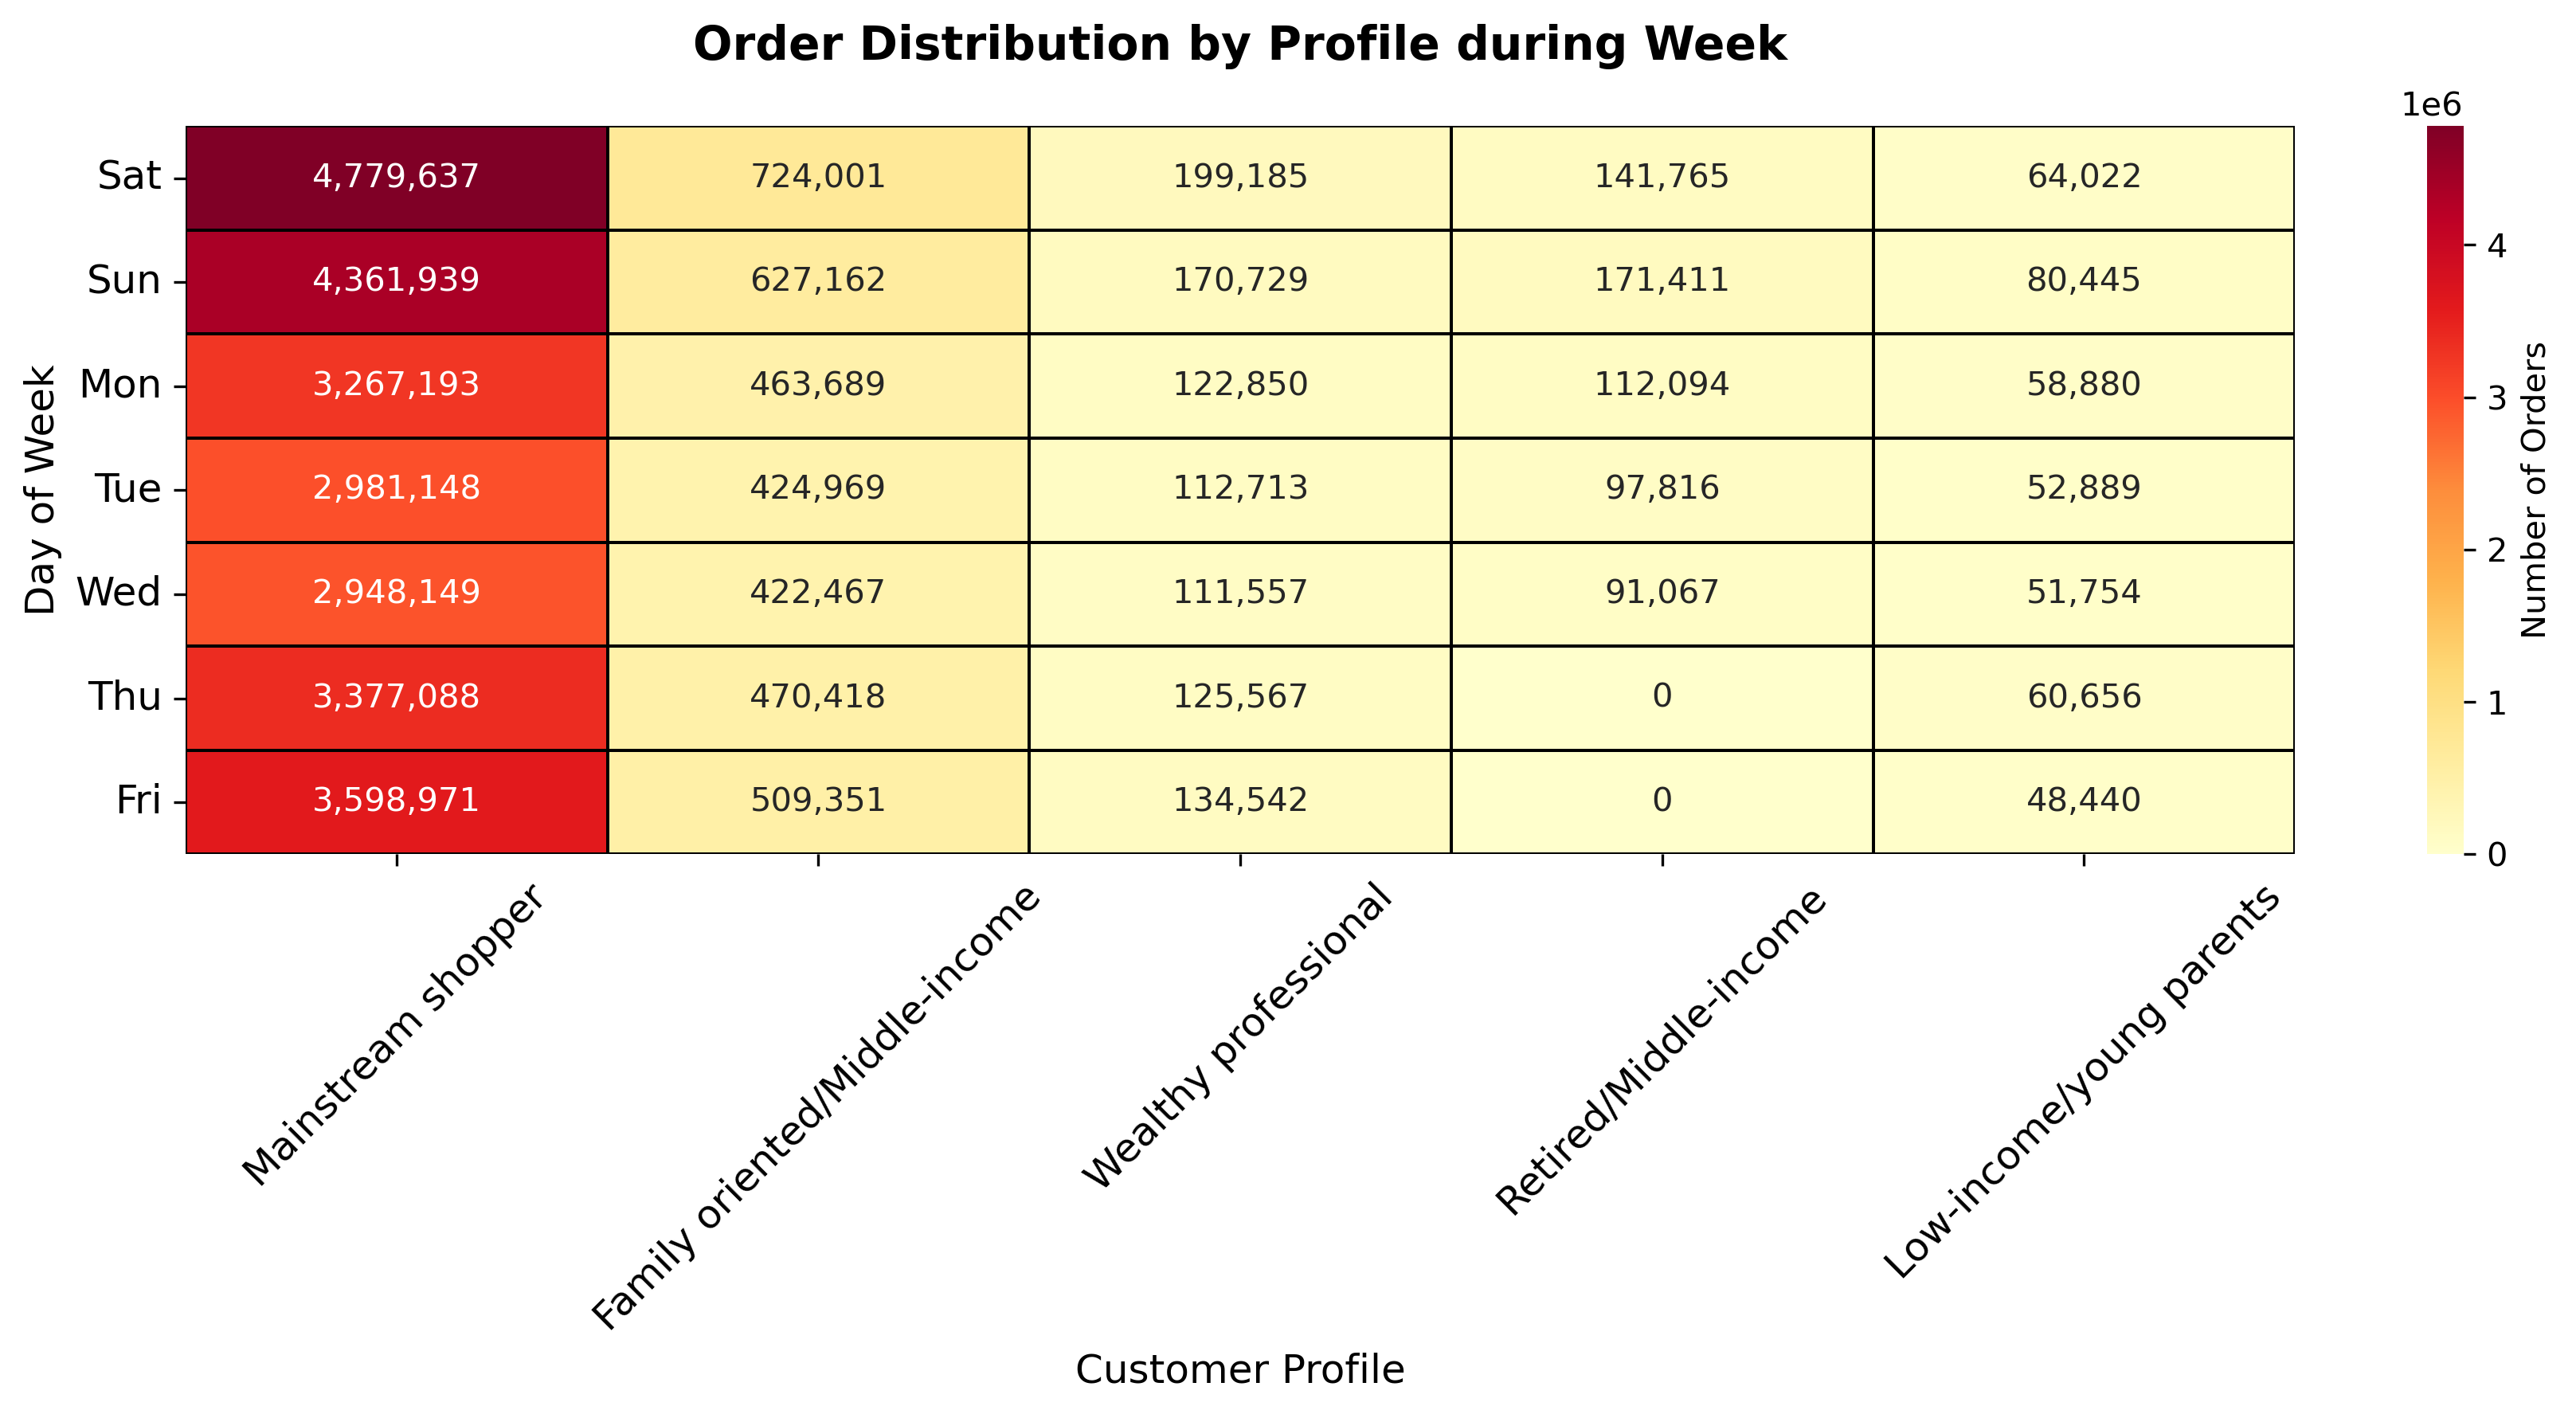 Order Distribution by Profile during Week
1e6
Sat 4,779,637 724,001 199,185 141,765 64,022
Sun 4,361,939 627,162 170,729 171,411 80,445
Mon 3,267,193 463,689 122,850 112,094 58,880
Tue 2,981,148 424,969 112,713 97,816 52,889
Wed 2,948,149 422,467 111,557 91,067 51,754
Thu 3,377,088 470,418 125,567 0 60,656
Fri 3,598,971 509,351 134,542 0 48,440
Day of Week
4
3
2
1
0
Number of Orders
Mainstream shopper
Family oriented/Middle-income
Wealthy professional
Retired/Middle-income
Low-income/young parents
Customer Profile